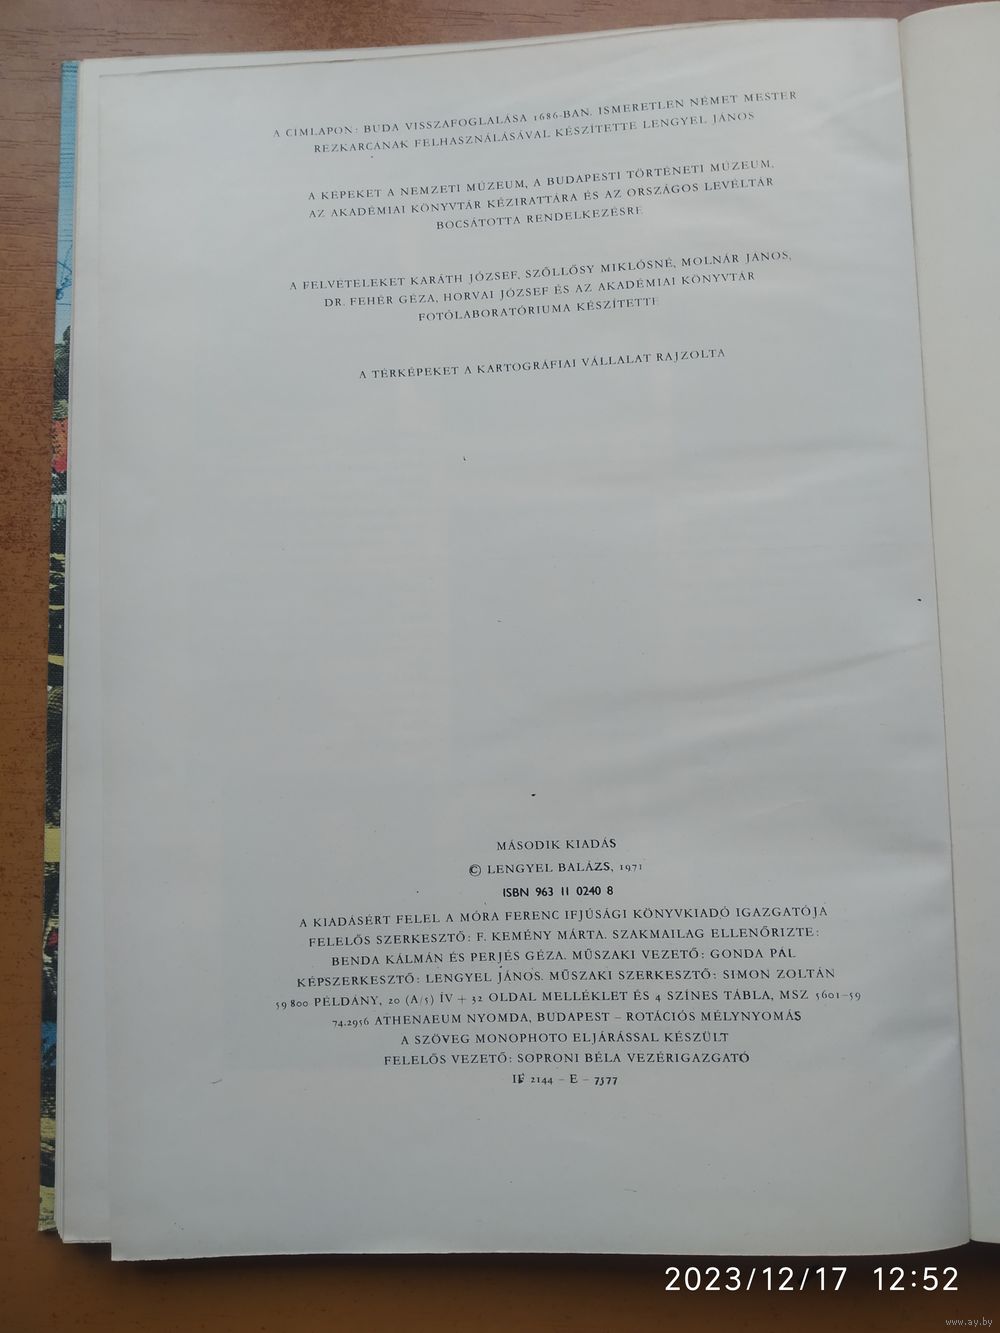 A CÍMLAPON: BUDA VISSZAFOGLALÁSA 1686-BAN. ISMERETLEN NÉMET MESTER
REZKARCÁNAK FELHASZNÁLÁSÁVAL KÉSZÍTETTE LENGYEL JÁNOS
A KÉPEKET A NEMZETI MÚZEUM, A BUDAPESTI TÖRTÉNETI MÚZEUM,
AZ AKADÉMIAI KÖNYVTÁR KÉZIRATTÁRA ÉS AZ ORSZÁGOS LEVÉLTÁR
BOCSÁTOTTA RENDELKEZÉSRE
A FELVÉTELEKET KARÁTH JÓZSEF, SZŐLLŐSY MIKLÓSNÉ, MOLNÁR JÁNOS,
DR. FEHÉR GÉZA, HORVAI JÓZSEF ÉS AZ AKADÉMIAI KÖNYVTÁR
FOTÓLABORATÓRIUMA KÉSZÍTETTE
A TÉRKÉPEKET A KARTOGRÁFIAI VÁLLALAT RAJZOLTA
MÁSODIK KIADÁS
© LENGYEL BALÁZS, 1971
ISBN 963 11 0240 8
A KIADÁSÉRT FELEL A MÓRA FERENC IFJÚSÁGI KÖNYVKIADÓ IGAZGATÓJA
FELELŐS SZERKESZTŐ: F. KEMÉNY MÁRTA. SZAKMAILAG ELLENŐRIZTE:
BENDA KÁLMÁN ÉS PERJÉS GÉZA. MŰSZAKI VEZETŐ: GONDA PÁL
KÉPSZERKESZTŐ: LENGYEL JÁNOS. MŰSZAKI SZERKESZTŐ: SIMON ZOLTÁN
59 800 PÉLDÁNY, 20 (A/5) ÍV + 32 OLDAL MELLÉKLET ÉS 4 SZÍNES TÁBLA, MSZ 5601-59
74.2956 ATHENAEUM NYOMDA, BUDAPEST – ROTÁCIÓS MÉLYNYOMÁS
A SZÖVEG MONOPHOTO ELJÁRÁSSAL KÉSZÜLT
FELELŐS VEZETŐ: SOPRONI BÉLA VEZÉRIGAZGATÓ
IF 2144 – E – 7577
2023/12/17 12:52
www.ay.by